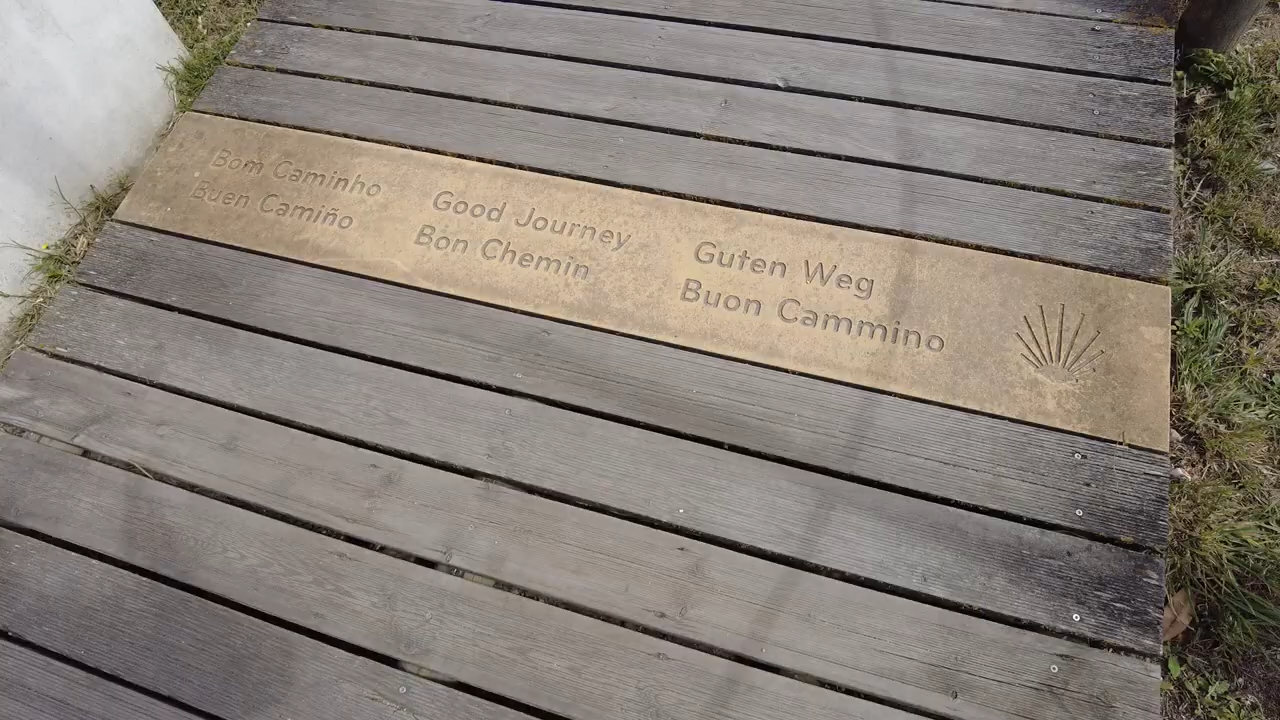 Bom Caminho
Buen Camiño
Good Journey
Bon Chemin
Guten Weg
Buon Cammino